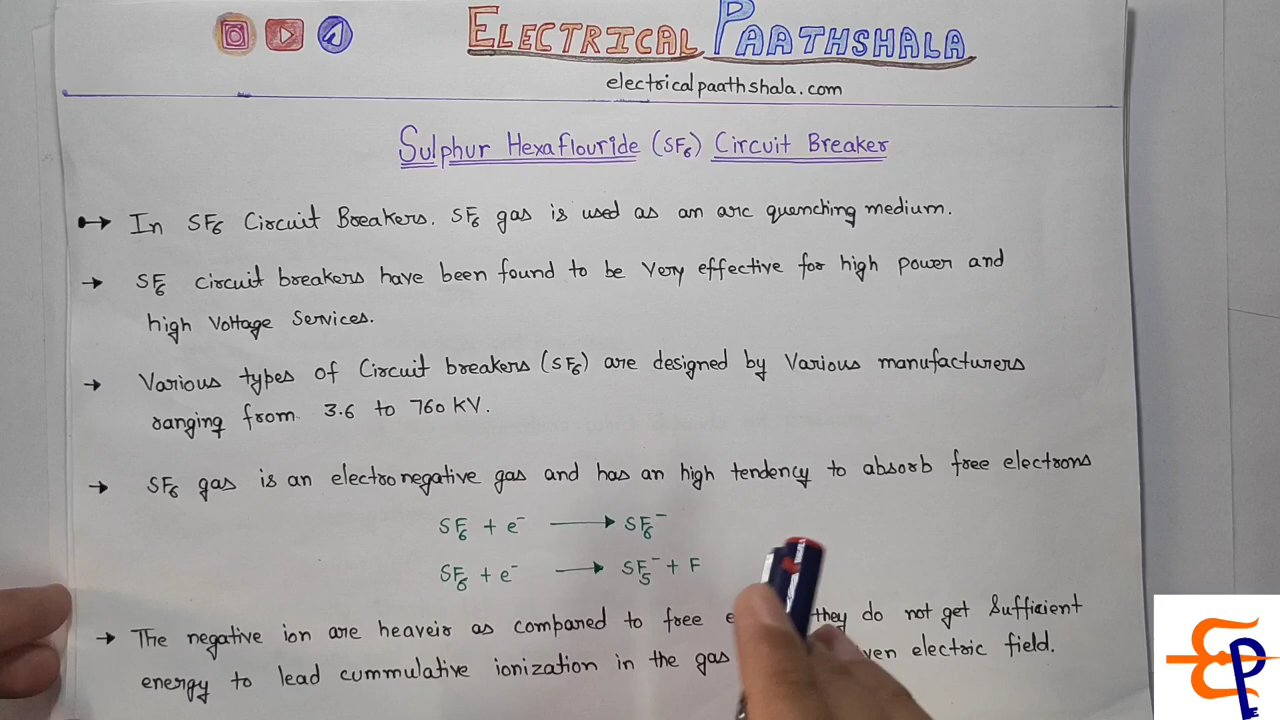 ELECTRICAL PAATHSHALA
electricalpaathshala.com
Sulphur Hexaflouride (SF6) Circuit Breaker
In SF6 Circuit Breakers. SF6 gas is used as an arc quenching medium.
SF6 circuit breakers have been found to be very effective for high power and
high Voltage Services.
Various types of Circuit breakers (SF6) are designed by Various manufacturers
ranging from 3.6 to 760 KV.
SF6 gas is an electronegative gas and has an high tendency to absorb free electrons
SF6 + e⁻ → SF6⁻
SF6 + e⁻ → SF5⁻ + F
The negative ion are heaveir as compared to free they do not get Sufficient
energy to lead cummulative ionization in the gas electric field.
EP